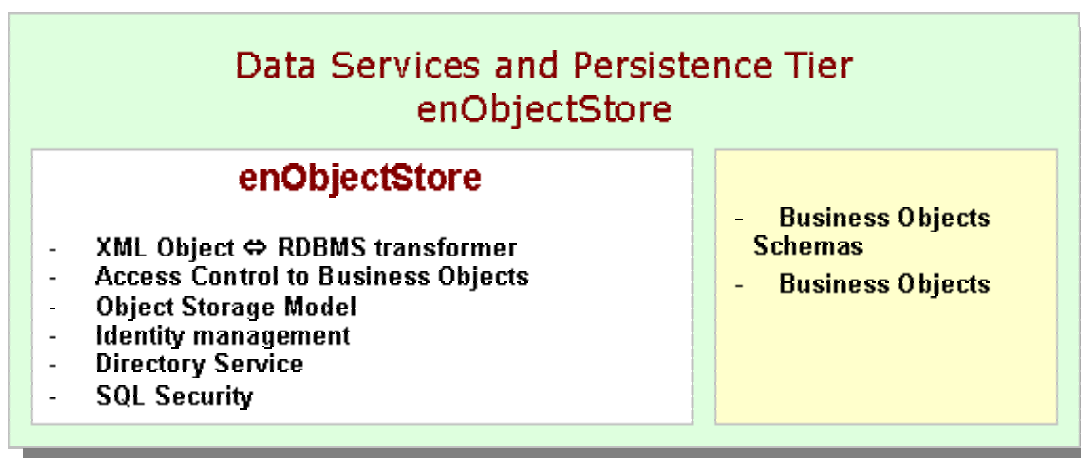 Data Services and Persistence Tier
enObjectStore
enObjectStore
- XML Object ⇔ RDBMS transformer
- Access Control to Business Objects
- Object Storage Model
- Identity management
- Directory Service
- SQL Security
- Business Objects
Schemas
- Business Objects